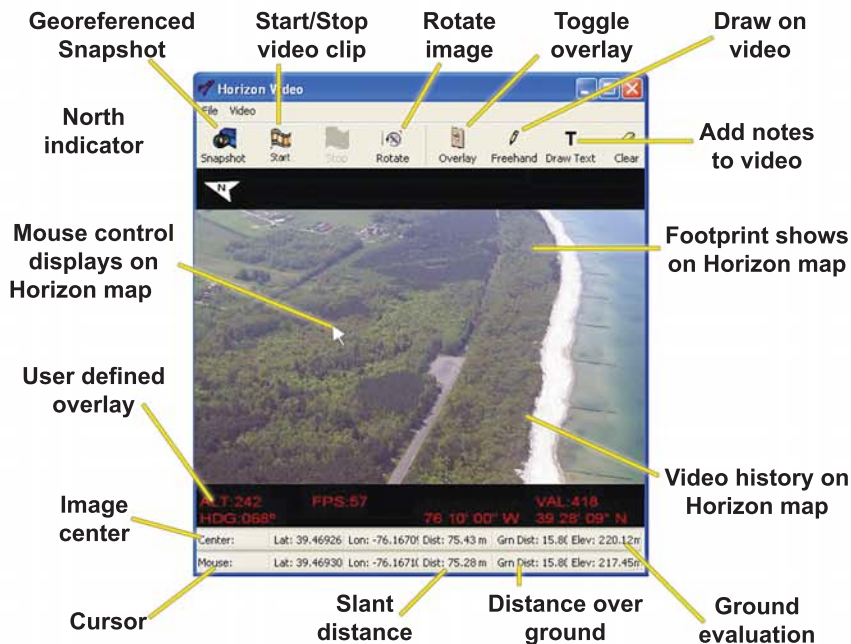 Georeferenced
Snapshot
Start/Stop
video clip
Rotate
image
Toggle
overlay
Draw on
video
North
indicator
Add notes
to video
Horizon Video
File Video
Snapshot Start Stop Rotate Overlay Freehand Draw Text Clear
N
Mouse control
displays on
Horizon map
Footprint shows
on Horizon map
User defined
overlay
Video history on
Horizon map
Image
center
ALT:242 FPS:57 VAL:418
HDG:068° 76 10' 00" W 39 28' 09" N
Center: Lat: 39.46926 Lon: -76.1670 Dist: 75.43 m Grn Dist: 15.8 Elev: 220.12m
Mouse: Lat: 39.46930 Lon: -76.1671 Dist: 75.28 m Grn Dist: 15.8 Elev: 217.45m
Cursor
Slant
distance
Distance over
ground
Ground
evaluation